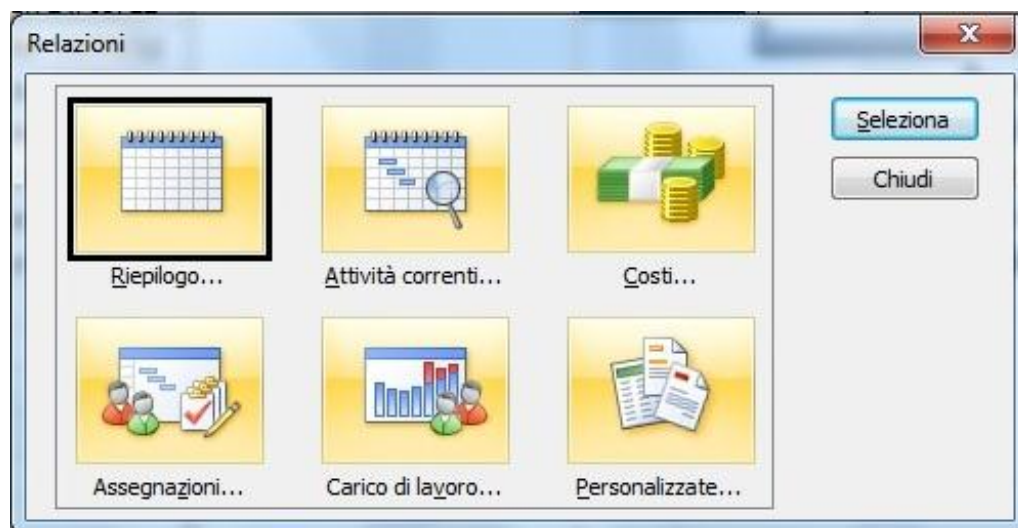 Relazioni
Seleziona
Chiudi
Riepilogo...
Attività correnti...
Costi...
Assegnazioni...
Carico di lavoro...
Personalizzate...